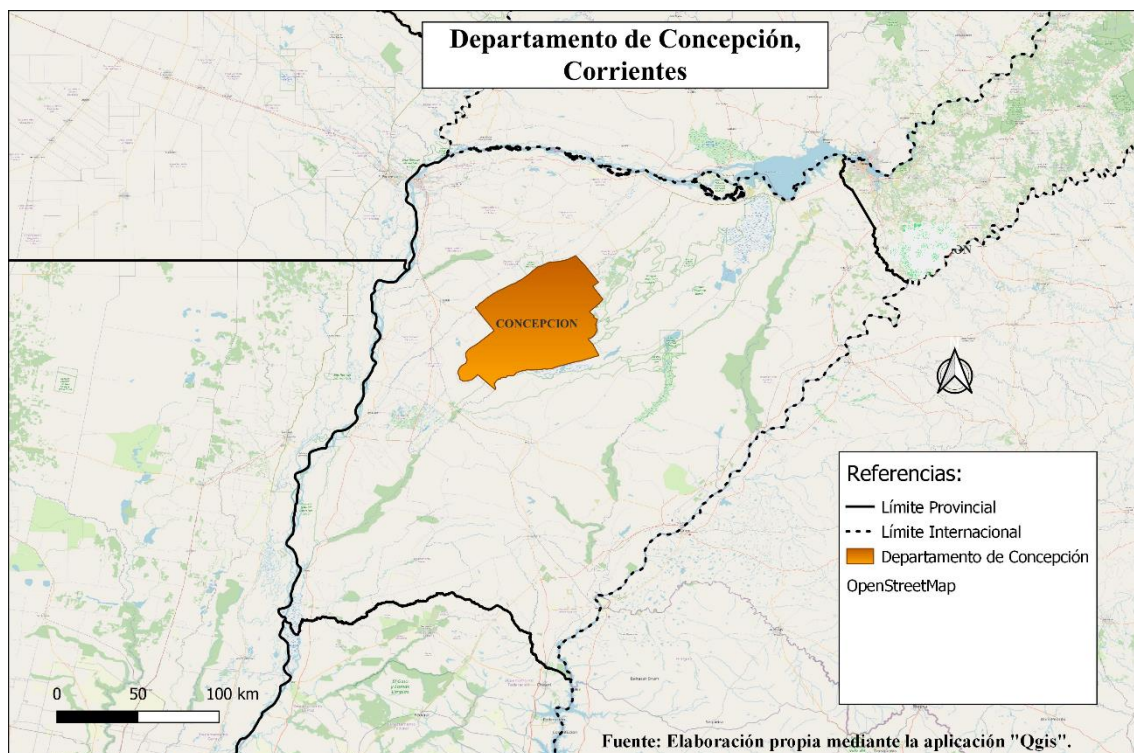 Departamento de Concepción,
Corrientes
CONCEPCION
ON
Referencias:
Límite Provincial
Límite Internacional
Departamento de Concepción
OpenStreetMap
0 50 100 km
Fuente: Elaboración propia mediante la aplicación "Qgis".